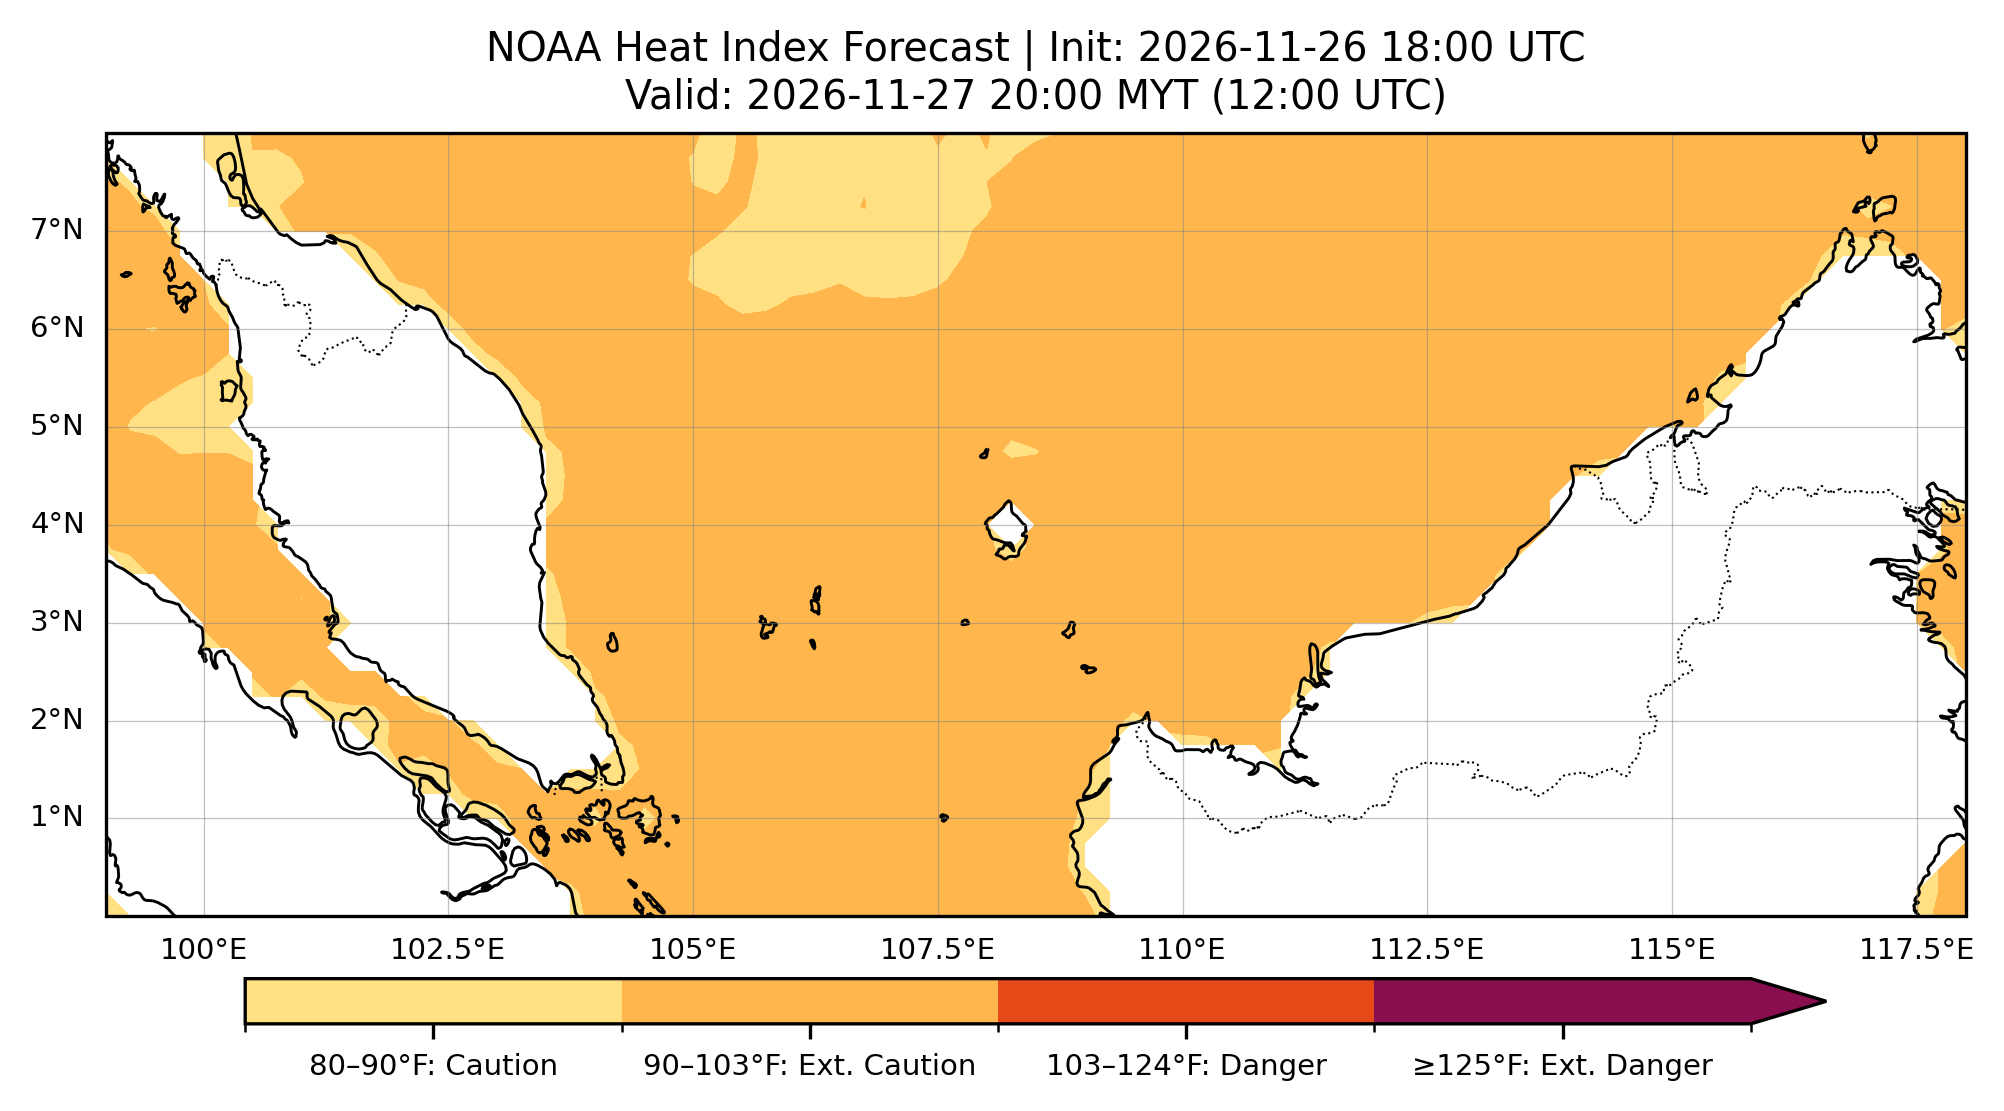 NOAA Heat Index Forecast | Init: 2026-11-26 18:00 UTC
Valid: 2026-11-27 20:00 MYT (12:00 UTC)
7°N
6°N
5°N
4°N
3°N
2°N
1°N
100°E 102.5°E 105°E 107.5°E 110°E 112.5°E 115°E 117.5°E
80–90°F: Caution 90–103°F: Ext. Caution 103–124°F: Danger ≥125°F: Ext. Danger